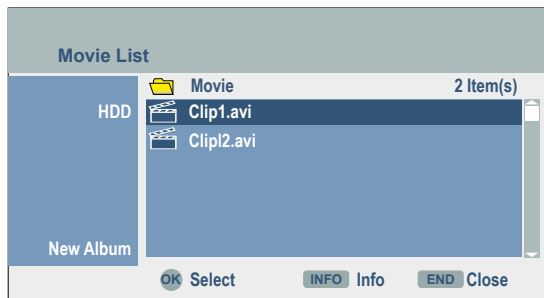 Movie List
Movie 2 Item(s)
HDD Clip1.avi
Clipl2.avi
New Album
OK Select INFO Info END Close